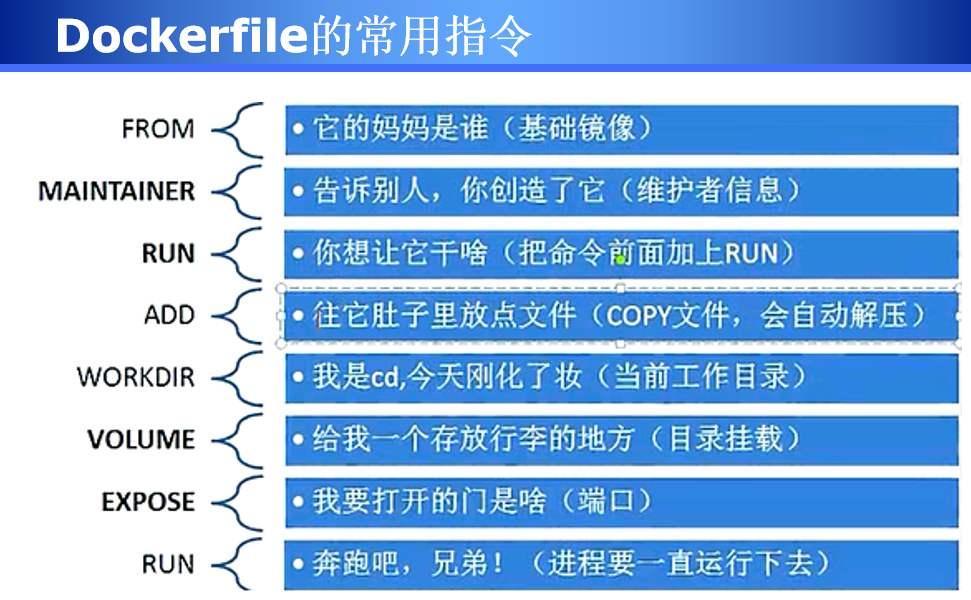 Dockerfile的常用指令
FROM
• 它的妈妈是谁（基础镜像）
MAINTAINER
• 告诉别人，你创造了它（维护者信息）
RUN
• 你想让它干啥（把命令前面加上RUN）
ADD
• 往它肚子里放点文件（COPY文件，会自动解压）
WORKDIR
• 我是cd,今天刚化了妆（当前工作目录）
VOLUME
• 给我一个存放行李的地方（目录挂载）
EXPOSE
• 我要打开的门是啥（端口）
RUN
• 奔跑吧，兄弟！（进程要一直运行下去）